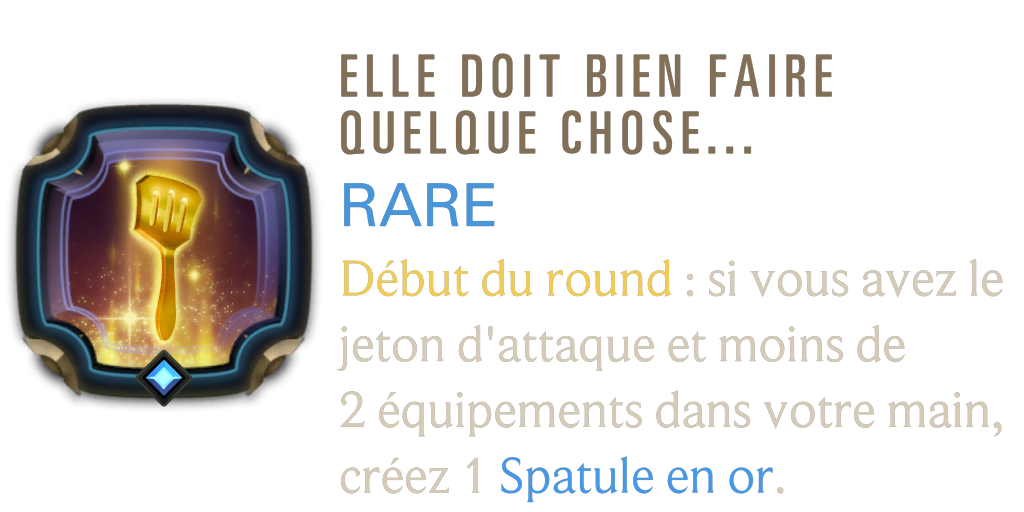 ELLE DOIT BIEN FAIRE
QUELQUE CHOSE...
RARE
Début du round : si vous avez le
jeton d'attaque et moins de
2 équipements dans votre main,
créez 1 Spatule en or.